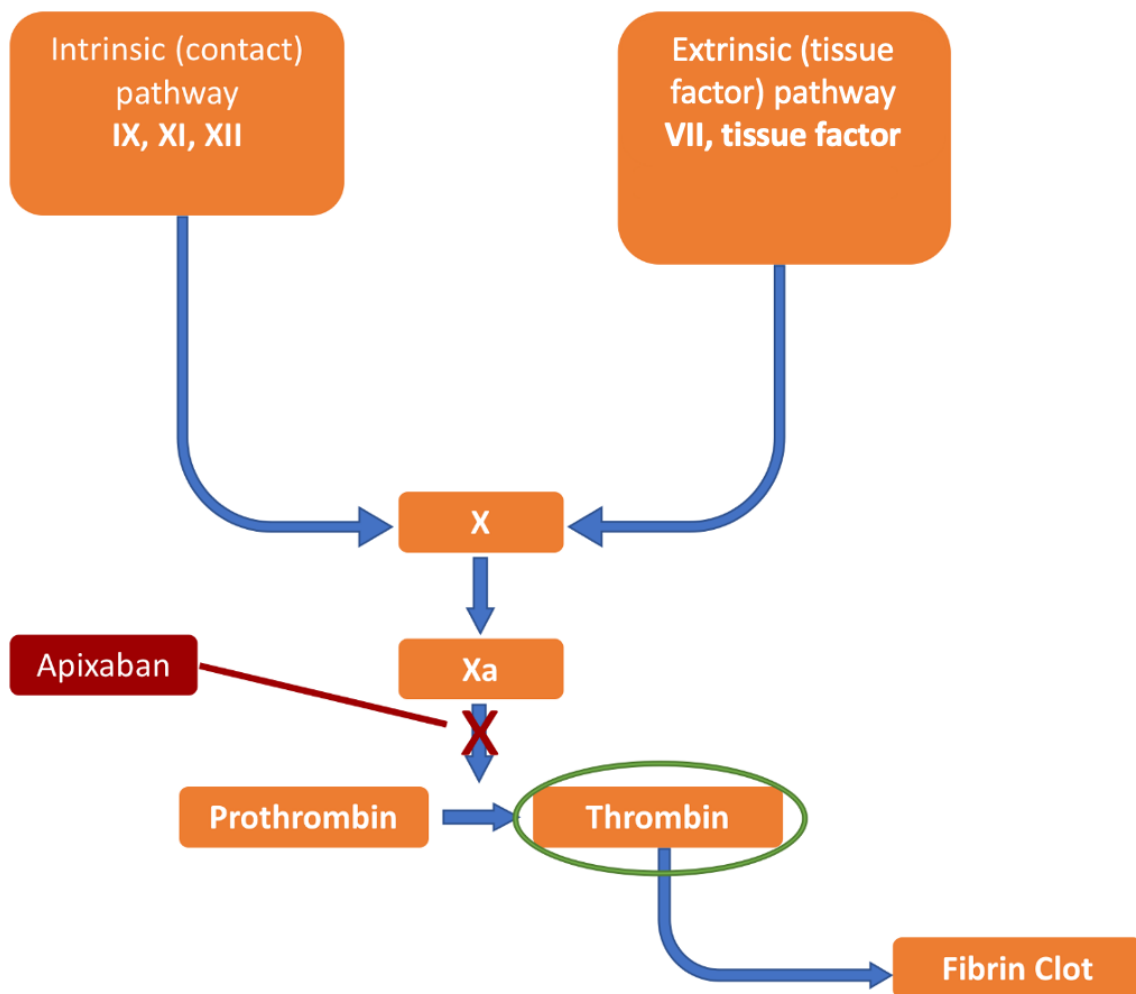 Intrinsic (contact)
pathway
IX, XI, XII
Extrinsic (tissue
factor) pathway
VII, tissue factor
X
Apixaban
Xa
X
Prothrombin
Thrombin
Fibrin Clot